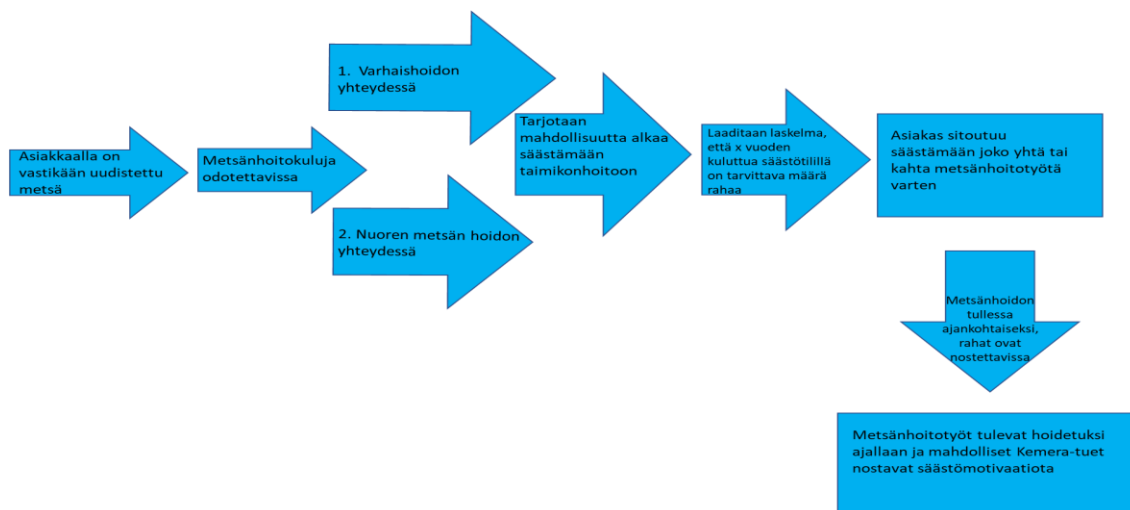 Asiakkaalla on
vastikään uudistettu
metsä
Metsänhoitokuluja
odotettavissa
1. Varhaishoidon
yhteydessä
2. Nuoren metsän hoidon
yhteydessä
Tarjotaan
mahdollisuutta alkaa
säästämään
taimikonhoitoon
Laaditaan laskelma,
että x vuoden
kuluttua säästötilillä
on tarvittava määrä
rahaa
Asiakas sitoutuu
säästämään joko yhtä tai
kahta metsänhoitotyötä
varten
Metsänhoidon
tullessa
ajankohtaiseksi,
rahat ovat
nostettavissa
Metsänhoitotyöt tulevat hoidetuksi
ajallaan ja mahdolliset Kemera-tuet
nostavat säästömotivaatiota